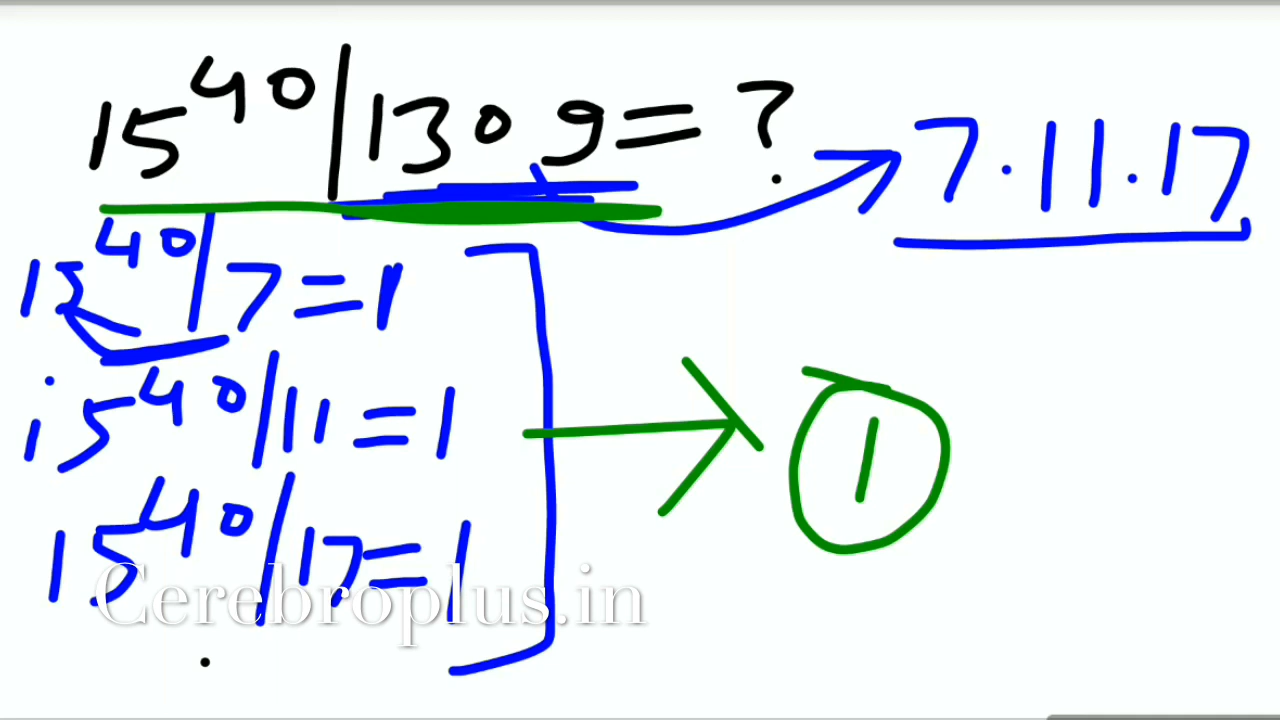 15^40 | 1309 = ?
7 · 11 · 17
15^40 | 7 = 1
15^40 | 11 = 1
1
15^40 | 17 = 1
Cerebroplus.in